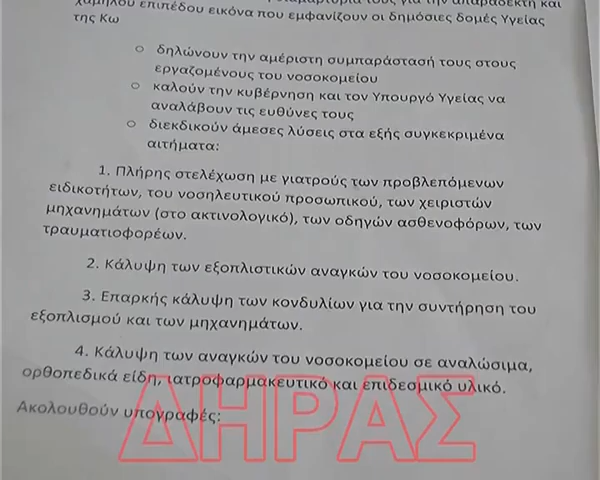 χαμηλού επιπέδου εικόνα που εμφανίζουν οι δημόσιες δομές Υγείας
της Κω
ο δηλώνουν την αμέριστη συμπαράστασή τους στους
εργαζομένους του νοσοκομείου
ο καλούν την κυβέρνηση και τον Υπουργό Υγείας να
αναλάβουν τις ευθύνες τους
ο διεκδικούν άμεσες λύσεις στα εξής συγκεκριμένα
αιτήματα:
1. Πλήρης στελέχωση με γιατρούς των προβλεπόμενων
ειδικοτήτων, του νοσηλευτικού προσωπικού, των χειριστών
μηχανημάτων (στο ακτινολογικό), των οδηγών ασθενοφόρων, των
τραυματιοφορέων.
2. Κάλυψη των εξοπλιστικών αναγκών του νοσοκομείου.
3. Επαρκής κάλυψη των κονδυλίων για την συντήρηση του
εξοπλισμού και των μηχανημάτων.
4. Κάλυψη των αναγκών του νοσοκομείου σε αναλώσιμα,
ορθοπεδικά είδη, ιατροφαρμακευτικό και επιδεσμικό υλικό.
Ακολουθούν υπογραφές:
ΔΗΡΑΣ